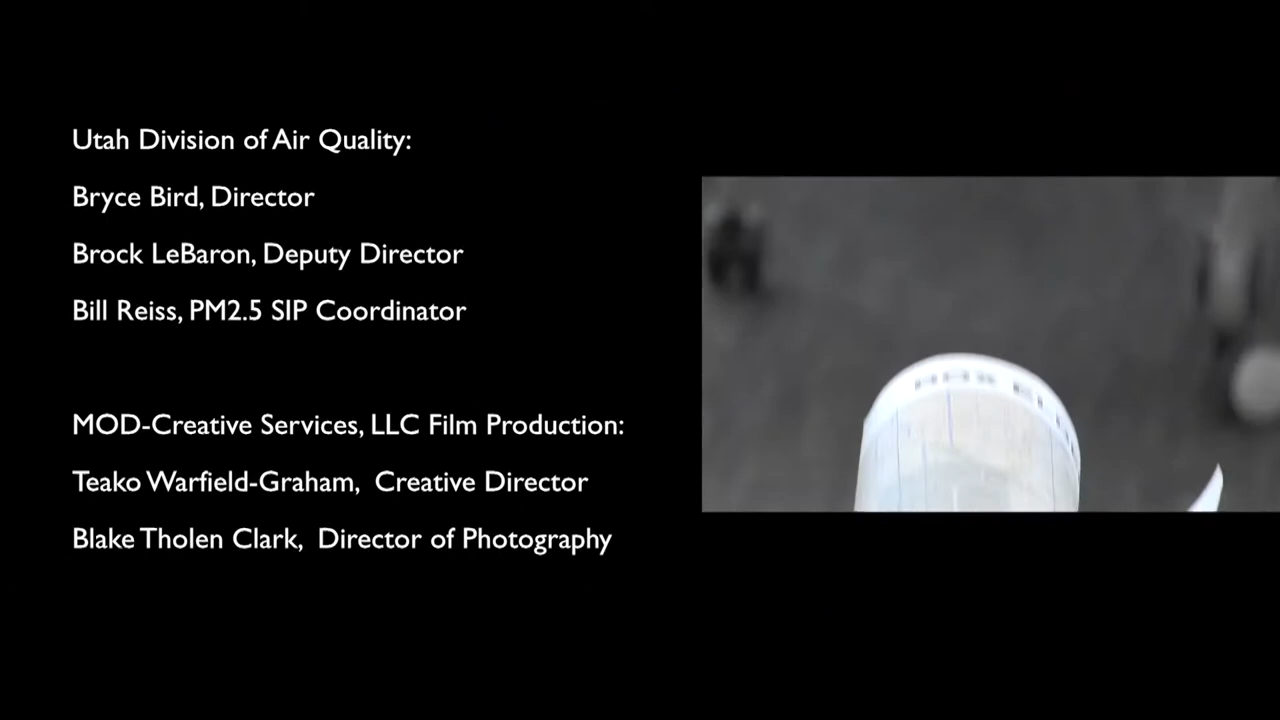 Utah Division of Air Quality:
Bryce Bird, Director
Brock LeBaron, Deputy Director
Bill Reiss, PM2.5 SIP Coordinator
MOD-Creative Services, LLC Film Production:
Teako Warfield-Graham, Creative Director
Blake Tholen Clark, Director of Photography